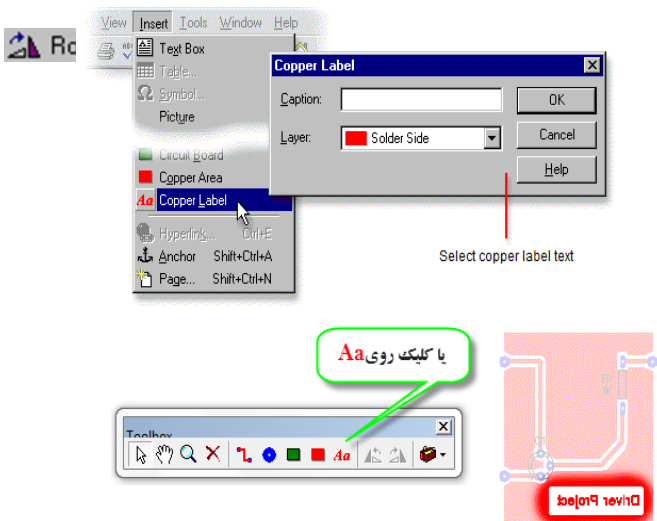 Ro
View Insert Tools Window Help
Text Box
Table...
Symbol...
Picture
Circuit Board
Copper Area
Aa Copper Label
Hyperlink... Ctrl+E
Anchor Shift+Ctrl+A
Page... Shift+Ctrl+N
Copper Label
Caption:
OK
Layer:
Solder Side
Cancel
Help
Select copper label text
یا کلیک روی Aa
Toolbox
Aa
Driver Project